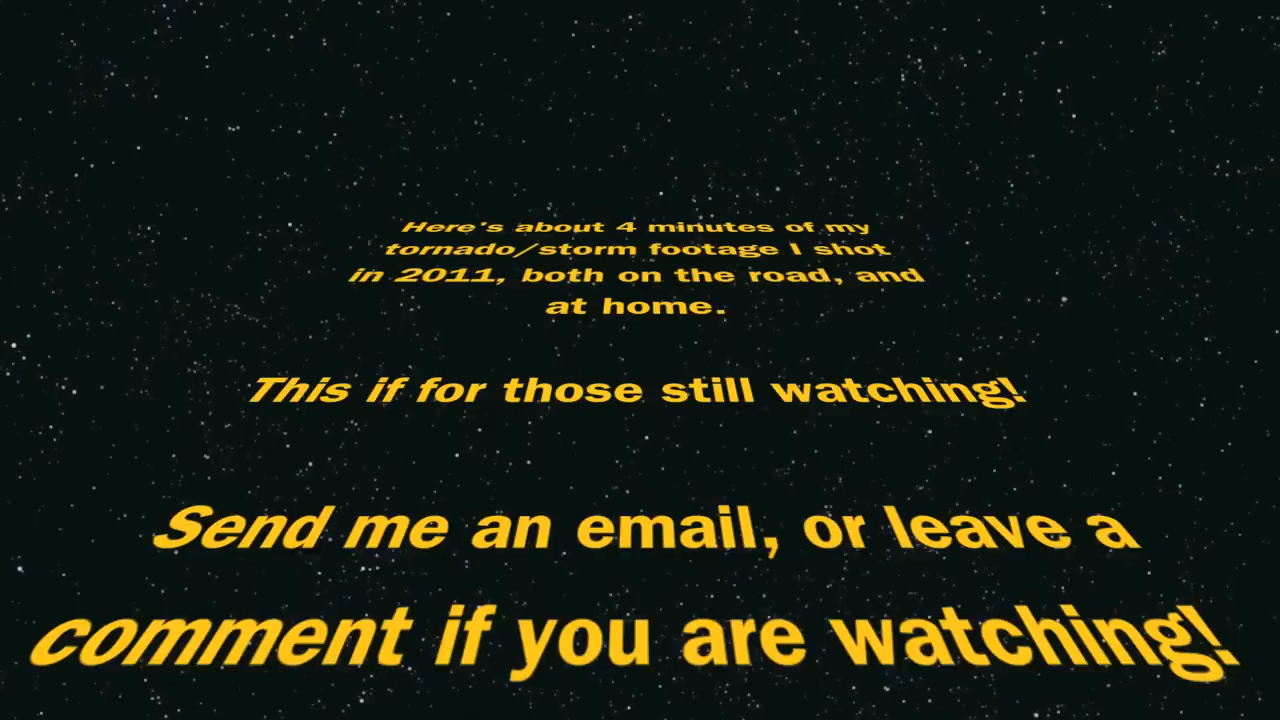 Here's about 4 minutes of my
tornado/storm footage I shot
in 2011, both on the road, and
at home.
This if for those still watching!
Send me an email, or leave a
comment if you are watching!